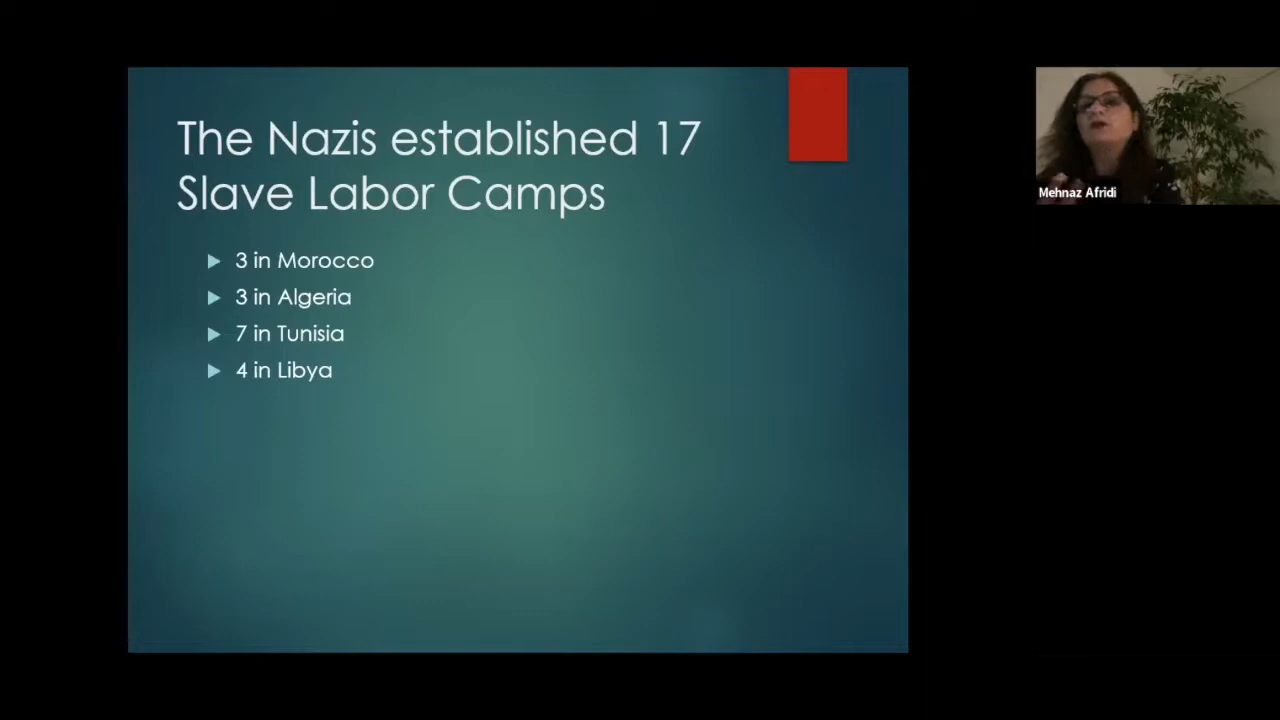 The Nazis established 17
Slave Labor Camps
3 in Morocco
3 in Algeria
7 in Tunisia
4 in Libya
Mehnaz Afridi